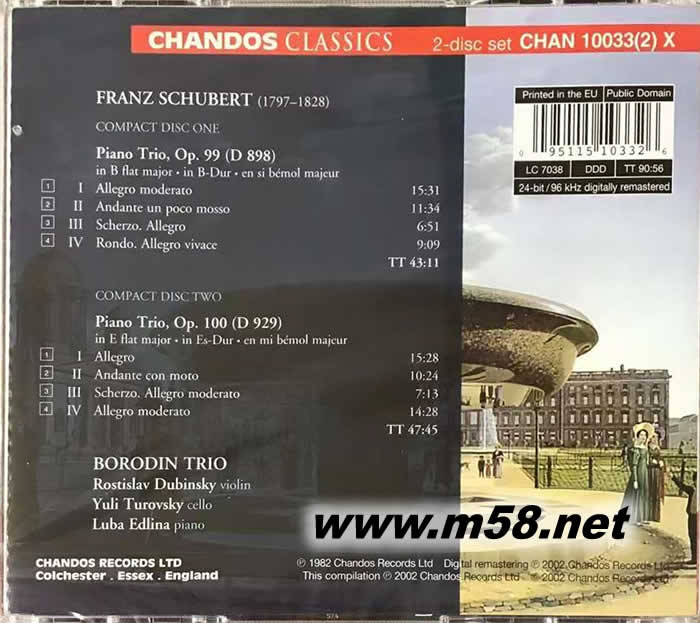 CHANDOS CLASSICS 2-disc set CHAN 10033(2) X
FRANZ SCHUBERT (1797–1828)
COMPACT DISC ONE
Piano Trio, Op. 99 (D 898)
in B flat major · in B-Dur · en si bémol majeur
1 I Allegro moderato 15:31
2 II Andante un poco mosso 11:34
3 III Scherzo. Allegro 6:51
4 IV Rondo. Allegro vivace 9:09
TT 43:11
COMPACT DISC TWO
Piano Trio, Op. 100 (D 929)
in E flat major · in Es-Dur · en mi bémol majeur
1 I Allegro 15:28
2 II Andante con moto 10:24
3 III Scherzo. Allegro moderato 7:13
4 IV Allegro moderato 14:28
TT 47:45
BORODIN TRIO
Rostislav Dubinsky violin
Yuli Turovsky cello
Luba Edlina piano
CHANDOS RECORDS LTD
Colchester . Essex . England
Printed in the EU Public Domain
0 95115 10332 6
LC 7038 DDD TT 90:56
24-bit/96 kHz digitally remastered
www.m58.net
℗ 1982 Chandos Records Ltd Digital remastering ℗ 2002 Chandos Records Ltd
This compilation ℗ 2002 Chandos Records Ltd © 2002 Chandos Records Ltd